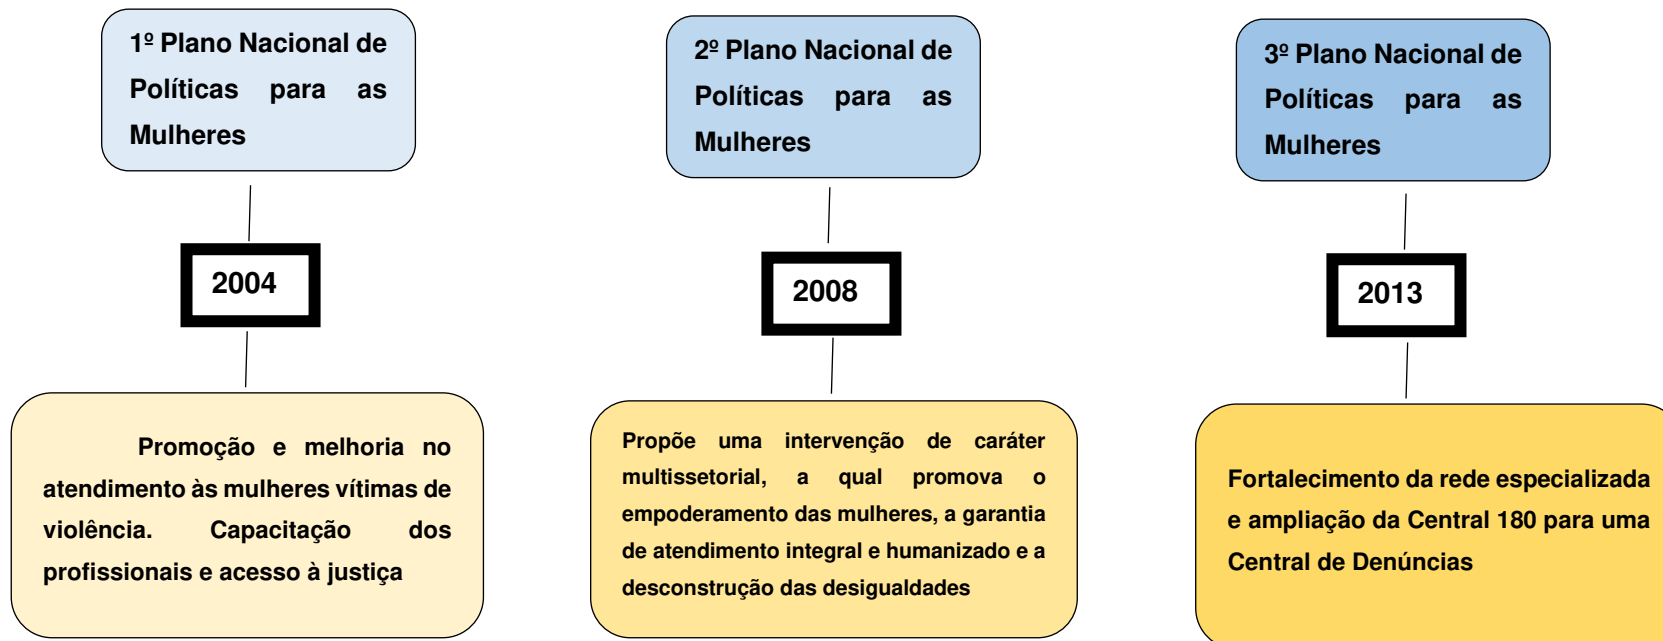 1º Plano Nacional de
Políticas para as
Mulheres
2004
Promoção e melhoria no
atendimento às mulheres vítimas de
violência. Capacitação dos
profissionais e acesso à justiça
2º Plano Nacional de
Políticas para as
Mulheres
2008
Propõe uma intervenção de caráter
multissetorial, a qual promova o
empoderamento das mulheres, a garantia
de atendimento integral e humanizado e a
desconstrução das desigualdades
3º Plano Nacional de
Políticas para as
Mulheres
2013
Fortalecimento da rede especializada
e ampliação da Central 180 para uma
Central de Denúncias